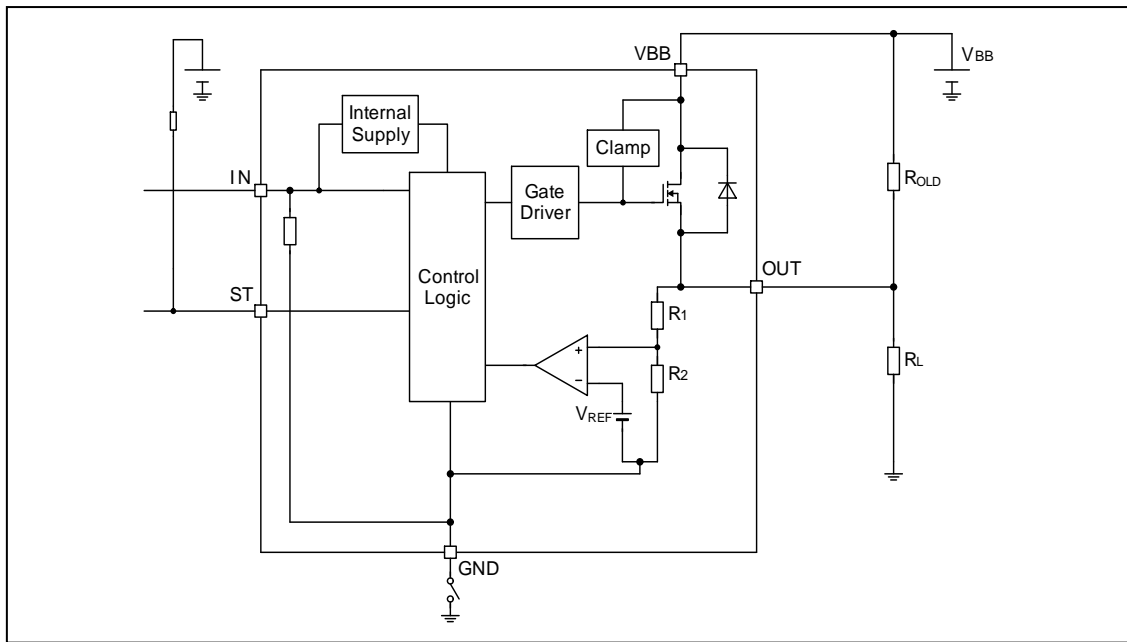 VBB
VBB
Internal
Supply
Clamp
IN
Gate
Driver
ROLD
OUT
Control
Logic
ST
R1
+
R2
RL
−
VREF
GND